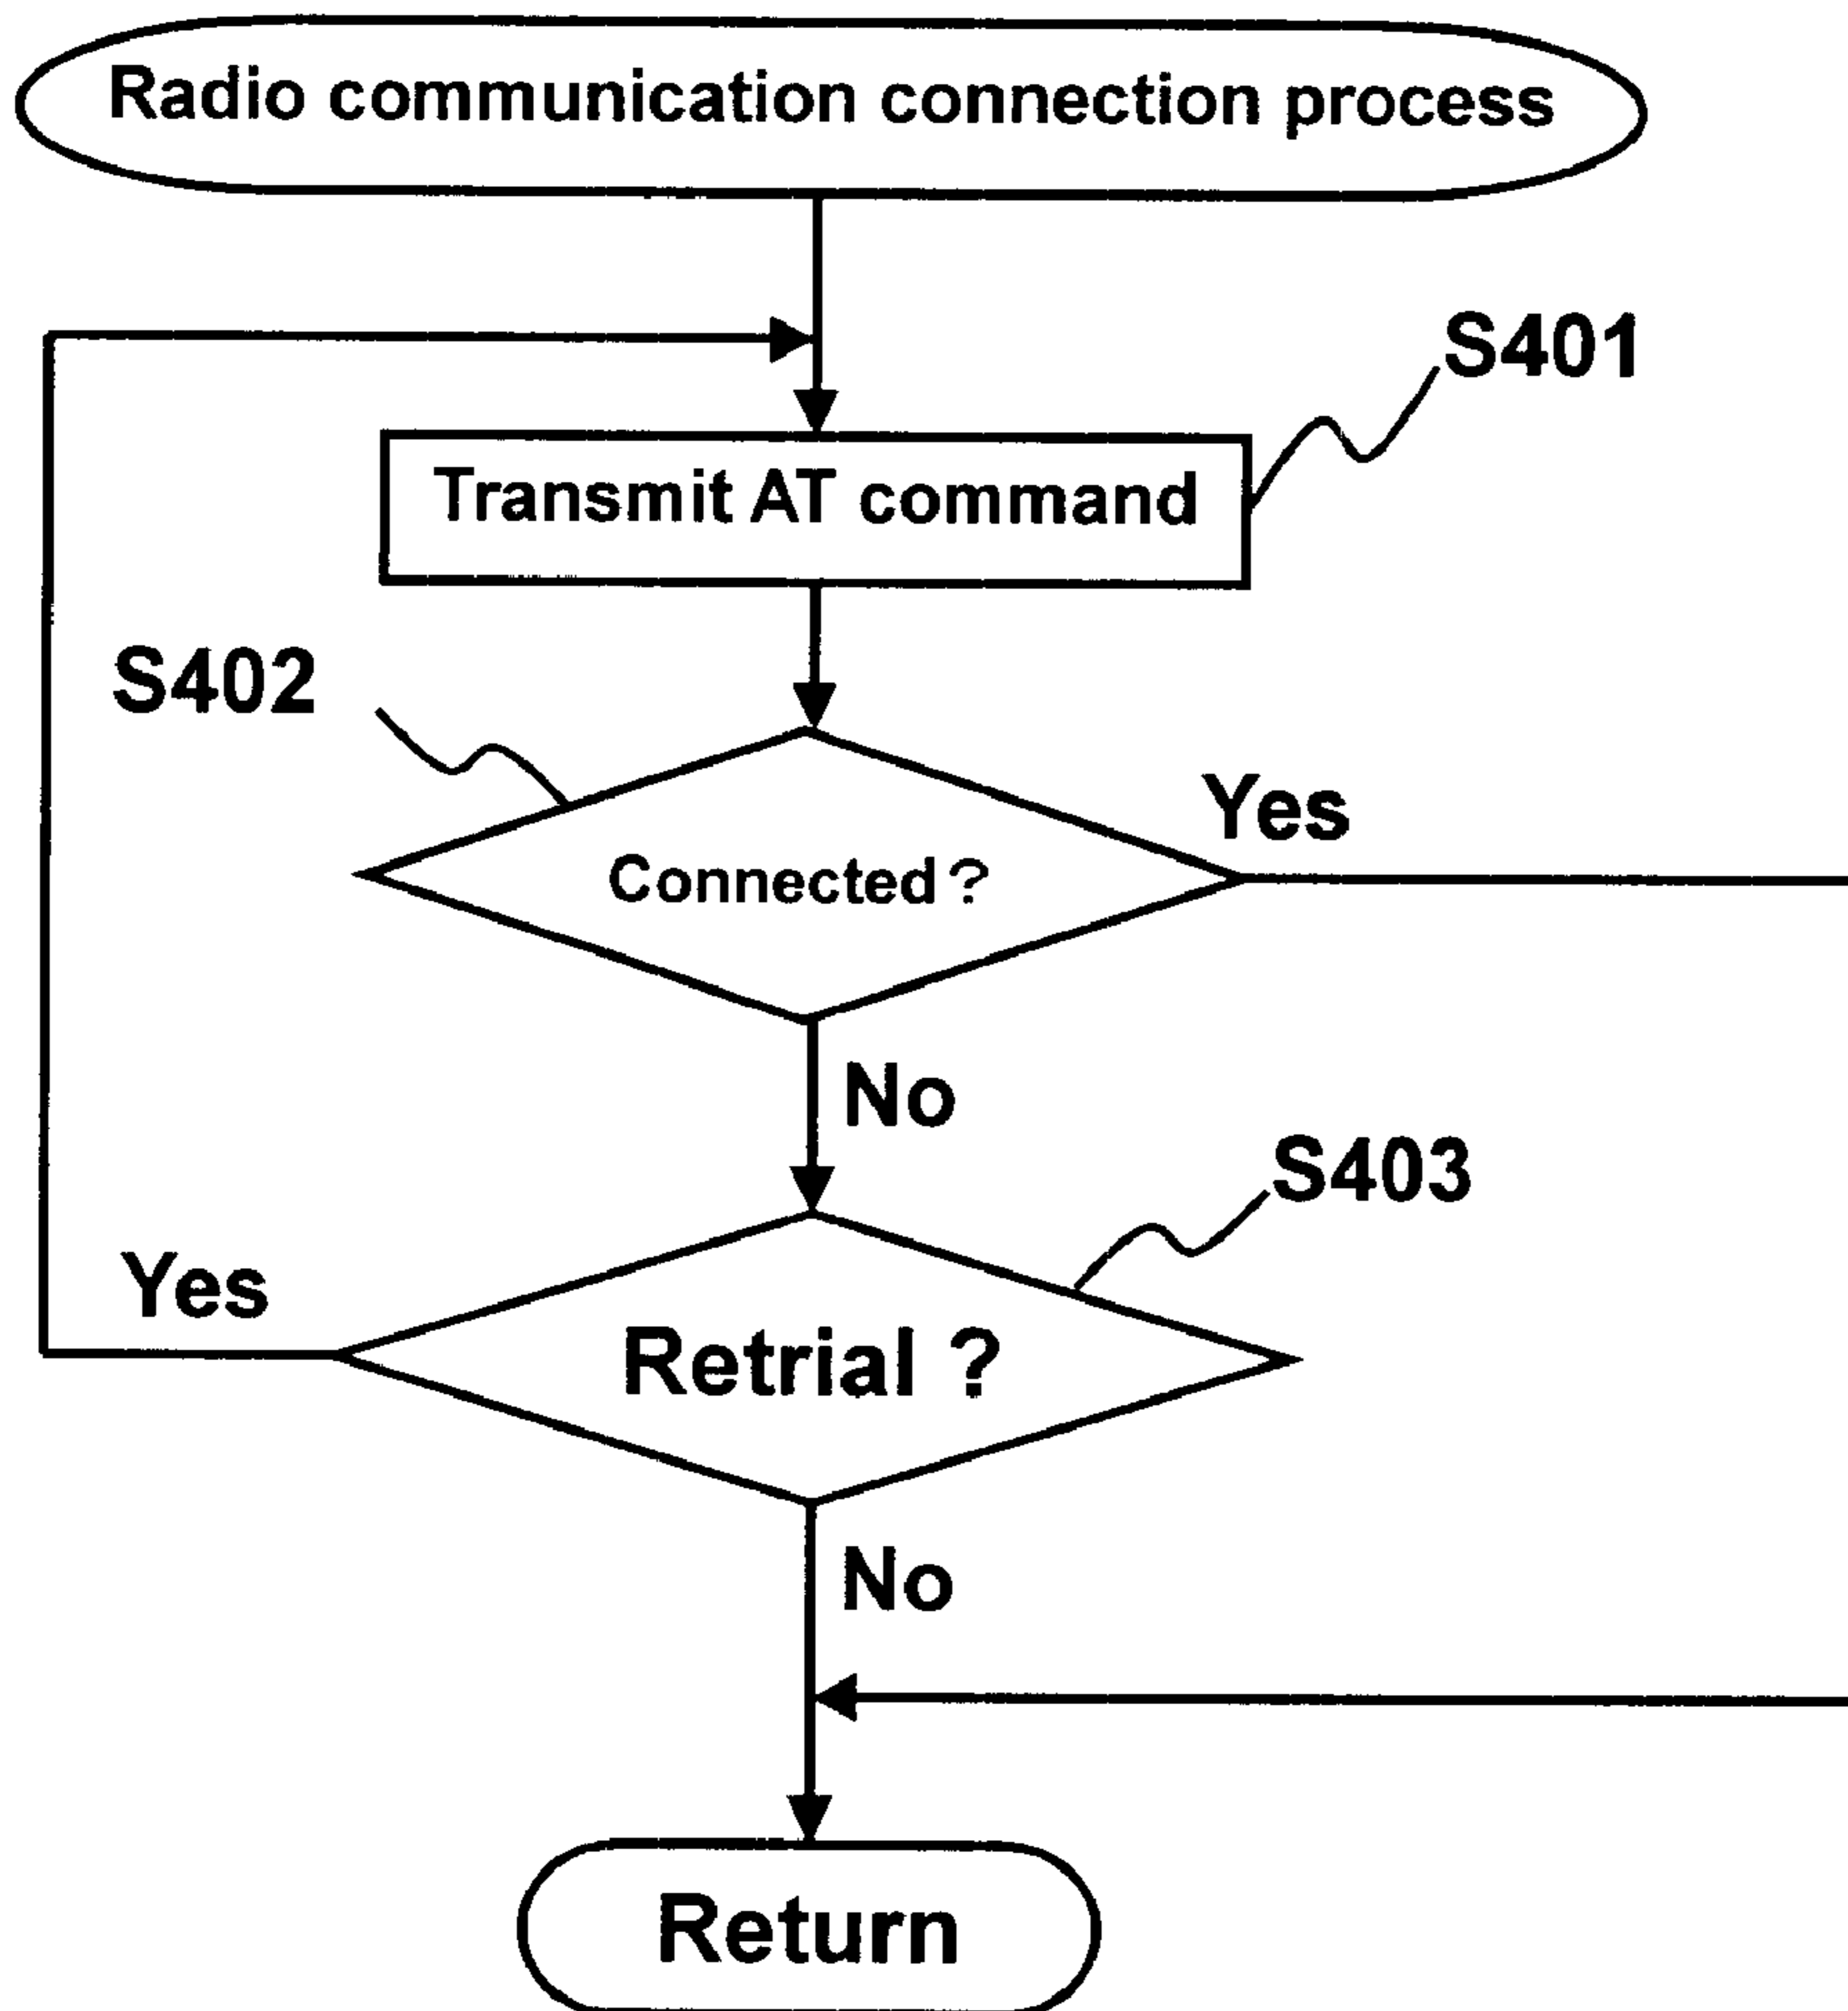 Radio communication connection process
S401
Transmit AT command
S402
Yes
Connected ?
No
S403
Yes
Retrial ?
No
Return